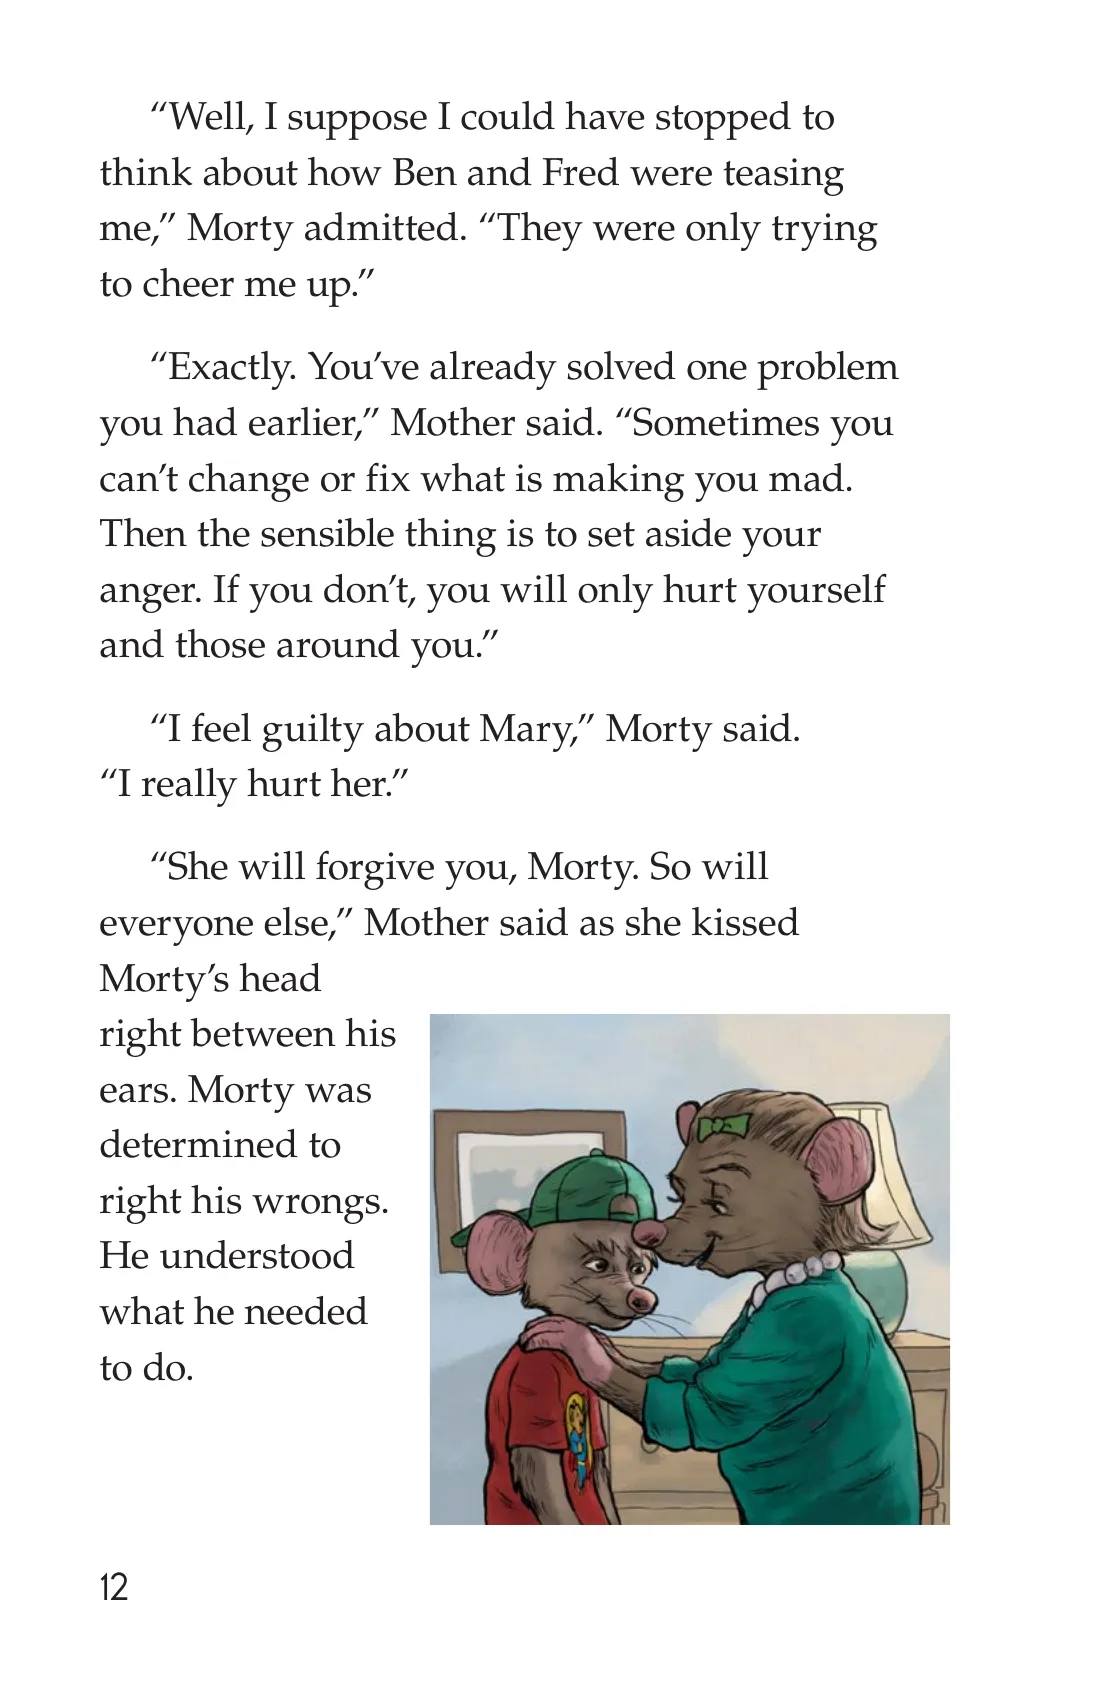 “Well, I suppose I could have stopped to
think about how Ben and Fred were teasing
me,” Morty admitted. “They were only trying
to cheer me up.”
“Exactly. You’ve already solved one problem
you had earlier,” Mother said. “Sometimes you
can’t change or fix what is making you mad.
Then the sensible thing is to set aside your
anger. If you don’t, you will only hurt yourself
and those around you.”
“I feel guilty about Mary,” Morty said.
“I really hurt her.”
“She will forgive you, Morty. So will
everyone else,” Mother said as she kissed
Morty’s head
right between his
ears. Morty was
determined to
right his wrongs.
He understood
what he needed
to do.
12